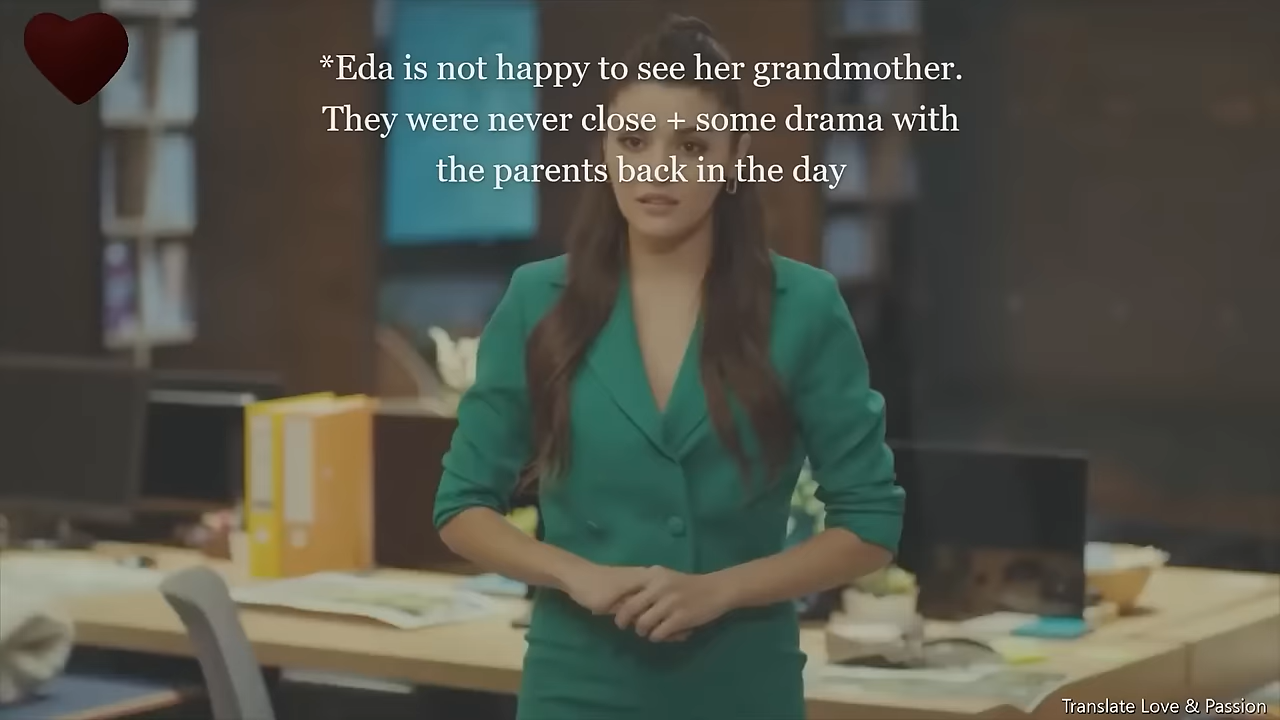 *Eda is not happy to see her grandmother.
They were never close + some drama with
the parents back in the day
Translate Love & Passion